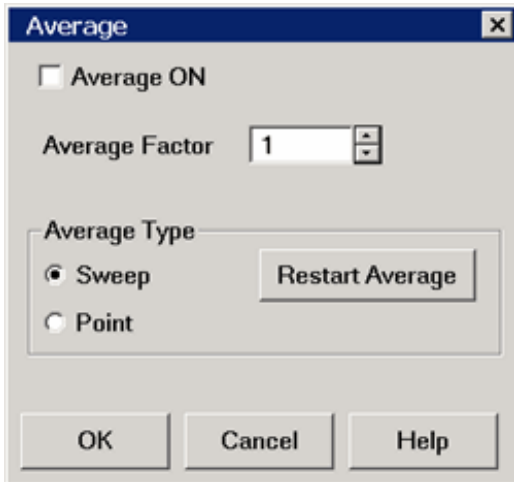 Average
Average ON
Average Factor 1
Average Type
Sweep Restart Average
Point
OK Cancel Help